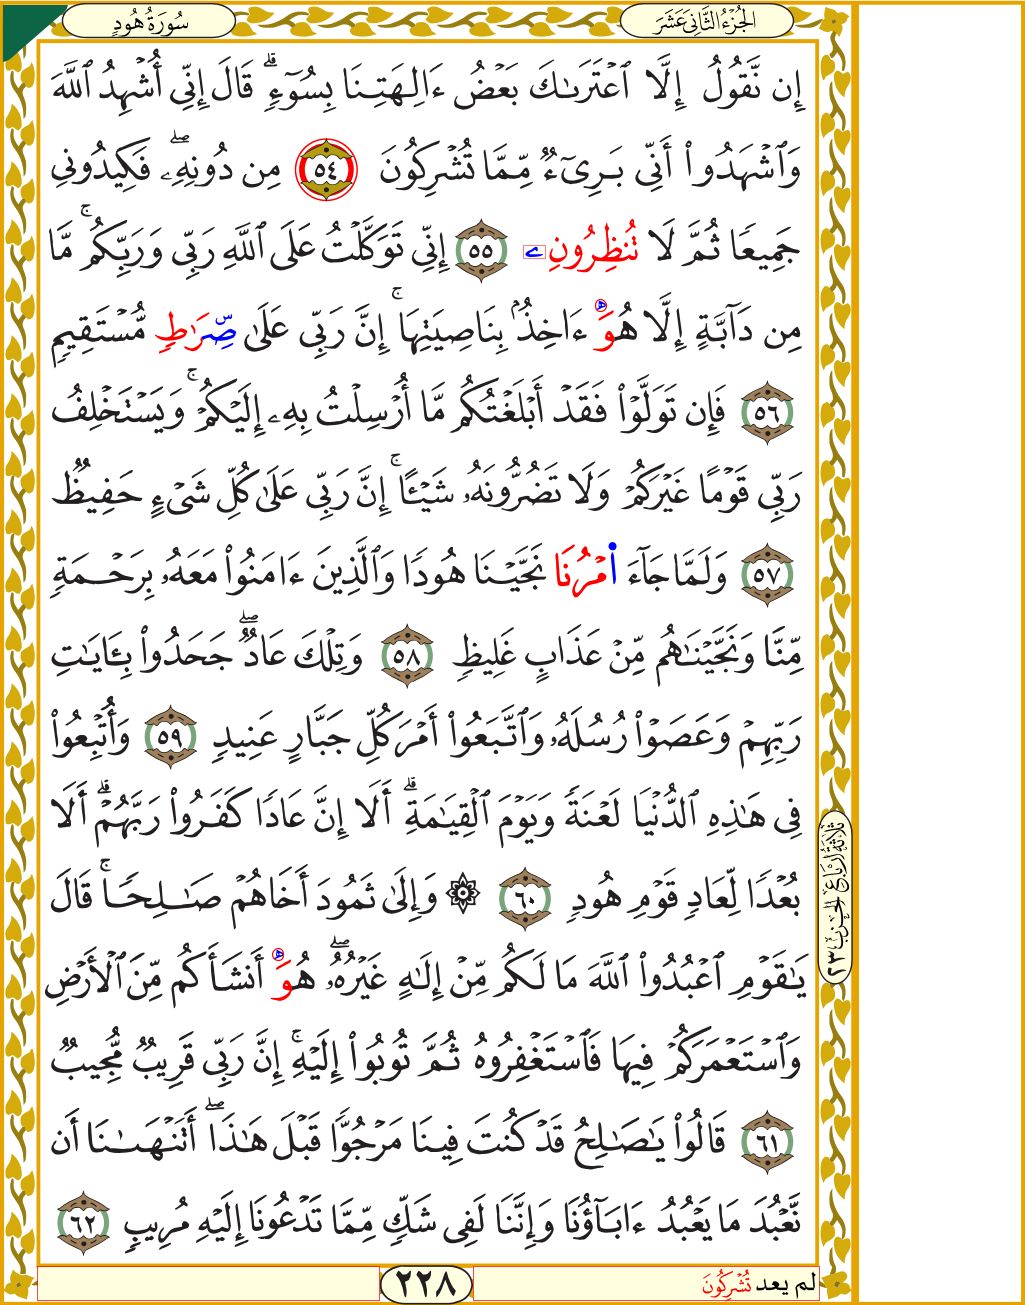 سُورَةُ هُودٍ
الْجُزْءُ الثَّانِىَ عَشَرَ
إِن نَّقُولُ إِلَّا ٱعْتَرَىٰكَ بَعْضُ ءَالِهَتِنَا بِسُوٓءٍۗ قَالَ إِنِّىٓ أُشْهِدُ ٱللَّهَ
وَٱشْهَدُوٓا۟ أَنِّى بَرِىٓءٌ مِّمَّا تُشْرِكُونَ ٥٤ مِن دُونِهِۦۖ فَكِيدُونِى
جَمِيعًا ثُمَّ لَا تُنظِرُونِۦ ٥٥ إِنِّى تَوَكَّلْتُ عَلَى ٱللَّهِ رَبِّى وَرَبِّكُمۚ مَّا
مِن دَآبَّةٍ إِلَّا هُوَ ءَاخِذٌۢ بِنَاصِيَتِهَآۚ إِنَّ رَبِّى عَلَىٰ صِرَٰطٍ مُّسْتَقِيمٍ
٥٦ فَإِن تَوَلَّوْا۟ فَقَدْ أَبْلَغْتُكُم مَّآ أُرْسِلْتُ بِهِۦٓ إِلَيْكُمْۚ وَيَسْتَخْلِفُ
رَبِّى قَوْمًا غَيْرَكُمْ وَلَا تَضُرُّونَهُۥ شَيْـًٔاۚ إِنَّ رَبِّى عَلَىٰ كُلِّ شَىْءٍ حَفِيظٌ
٥٧ وَلَمَّا جَآءَ اَمْرُنَا نَجَّيْنَا هُودًا وَٱلَّذِينَ ءَامَنُوا۟ مَعَهُۥ بِرَحْمَةٍ
مِّنَّا وَنَجَّيْنَٰهُم مِّنْ عَذَابٍ غَلِيظٍ ٥٨ وَتِلْكَ عَادٌۖ جَحَدُوا۟ بِـَٔايَٰتِ
رَبِّهِمْ وَعَصَوْا۟ رُسُلَهُۥ وَٱتَّبَعُوٓا۟ أَمْرَ كُلِّ جَبَّارٍ عَنِيدٍ ٥٩ وَأُتْبِعُوا۟
فِى هَٰذِهِ ٱلدُّنْيَا لَعْنَةً وَيَوْمَ ٱلْقِيَٰمَةِۗ أَلَآ إِنَّ عَادًا كَفَرُوا۟ رَبَّهُمْۗ أَلَا
بُعْدًا لِّعَادٍ قَوْمِ هُودٍ ٦٠ ۞ وَإِلَىٰ ثَمُودَ أَخَاهُمْ صَٰلِحًاۚ قَالَ
يَٰقَوْمِ ٱعْبُدُوا۟ ٱللَّهَ مَا لَكُم مِّنْ إِلَٰهٍ غَيْرُهُۥۖ هُوَ أَنشَأَكُم مِّنَ ٱلْأَرْضِ
وَٱسْتَعْمَرَكُمْ فِيهَا فَٱسْتَغْفِرُوهُ ثُمَّ تُوبُوٓا۟ إِلَيْهِۚ إِنَّ رَبِّى قَرِيبٌ مُّجِيبٌ
٦١ قَالُوا۟ يَٰصَٰلِحُ قَدْ كُنتَ فِينَا مَرْجُوًّا قَبْلَ هَٰذَآۖ أَتَنْهَىٰنَآ أَن
نَّعْبُدَ مَا يَعْبُدُ ءَابَآؤُنَا وَإِنَّنَا لَفِى شَكٍّ مِّمَّا تَدْعُونَآ إِلَيْهِ مُرِيبٍ ٦٢
ثلاثة أرباع الحزب ٢٣
لم يعد تُشْرِكُونَ
٢٢٨